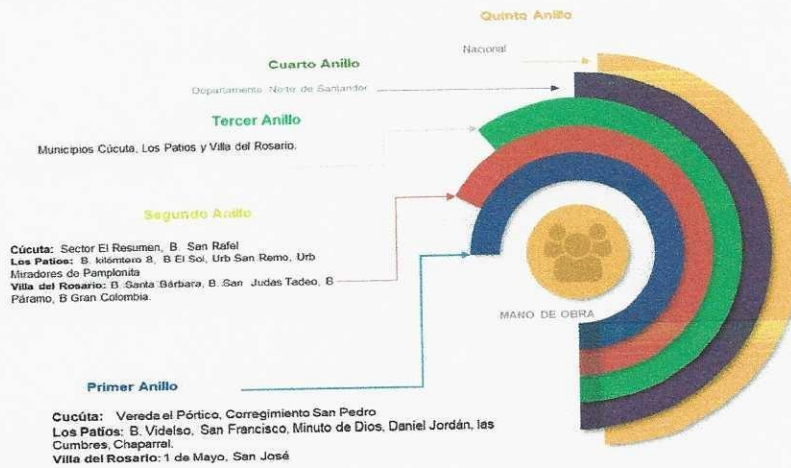 Quinto Anillo
Nacional
Cuarto Anillo
Departamento Norte de Santander
Tercer Anillo
Municipios Cúcuta, Los Patios y Villa del Rosario.
Segundo Anillo
Cúcuta: Sector El Resumen, B. San Rafel
Los Patios: B. kilómtero 8, B El Sol, Urb San Remo, Urb
Miradores de Pamplonita
Villa del Rosario: B. Santa Bárbara, B. San Judas Tadeo, B
Páramo, B Gran Colombia.
MANO DE OBRA
Primer Anillo
Cucúta: Vereda el Pórtico, Corregimiento San Pedro
Los Patios: B. Videlso, San Francisco, Minuto de Dios, Daniel Jordán, las
Cumbres, Chaparral.
Villa del Rosario: 1 de Mayo, San José